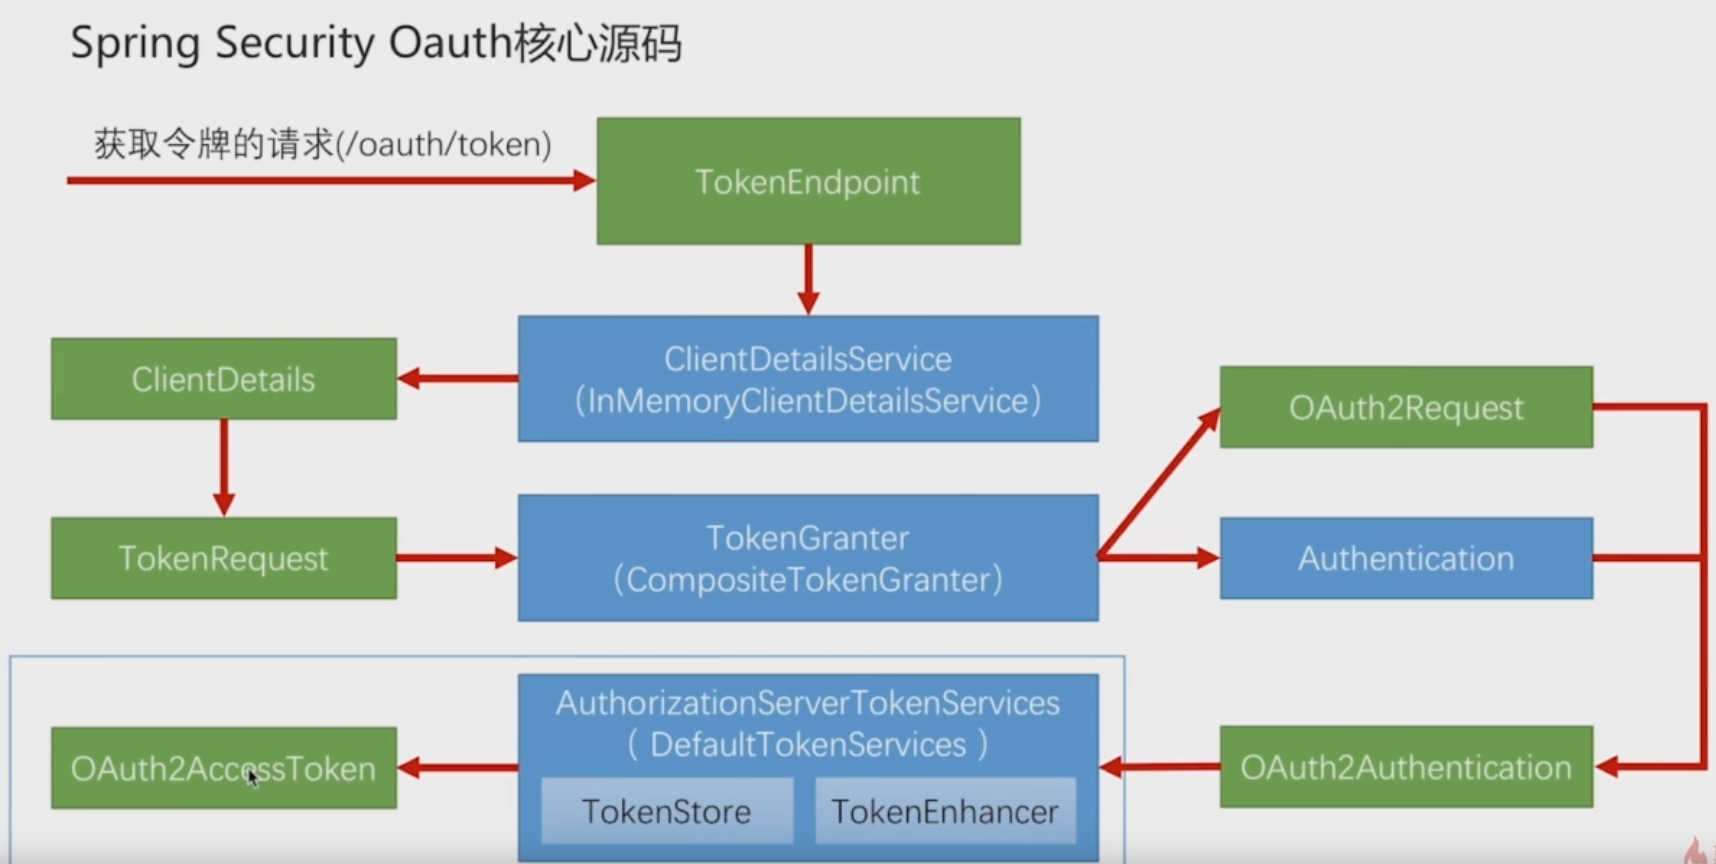 Spring Security Oauth核心源码
获取令牌的请求(/oauth/token)
TokenEndpoint
ClientDetails
ClientDetailsService
（InMemoryClientDetailsService）
OAuth2Request
TokenRequest
TokenGranter
（CompositeTokenGranter）
Authentication
AuthorizationServerTokenServices
（ DefaultTokenServices ）
OAuth2AccessToken
OAuth2Authentication
TokenStore
TokenEnhancer